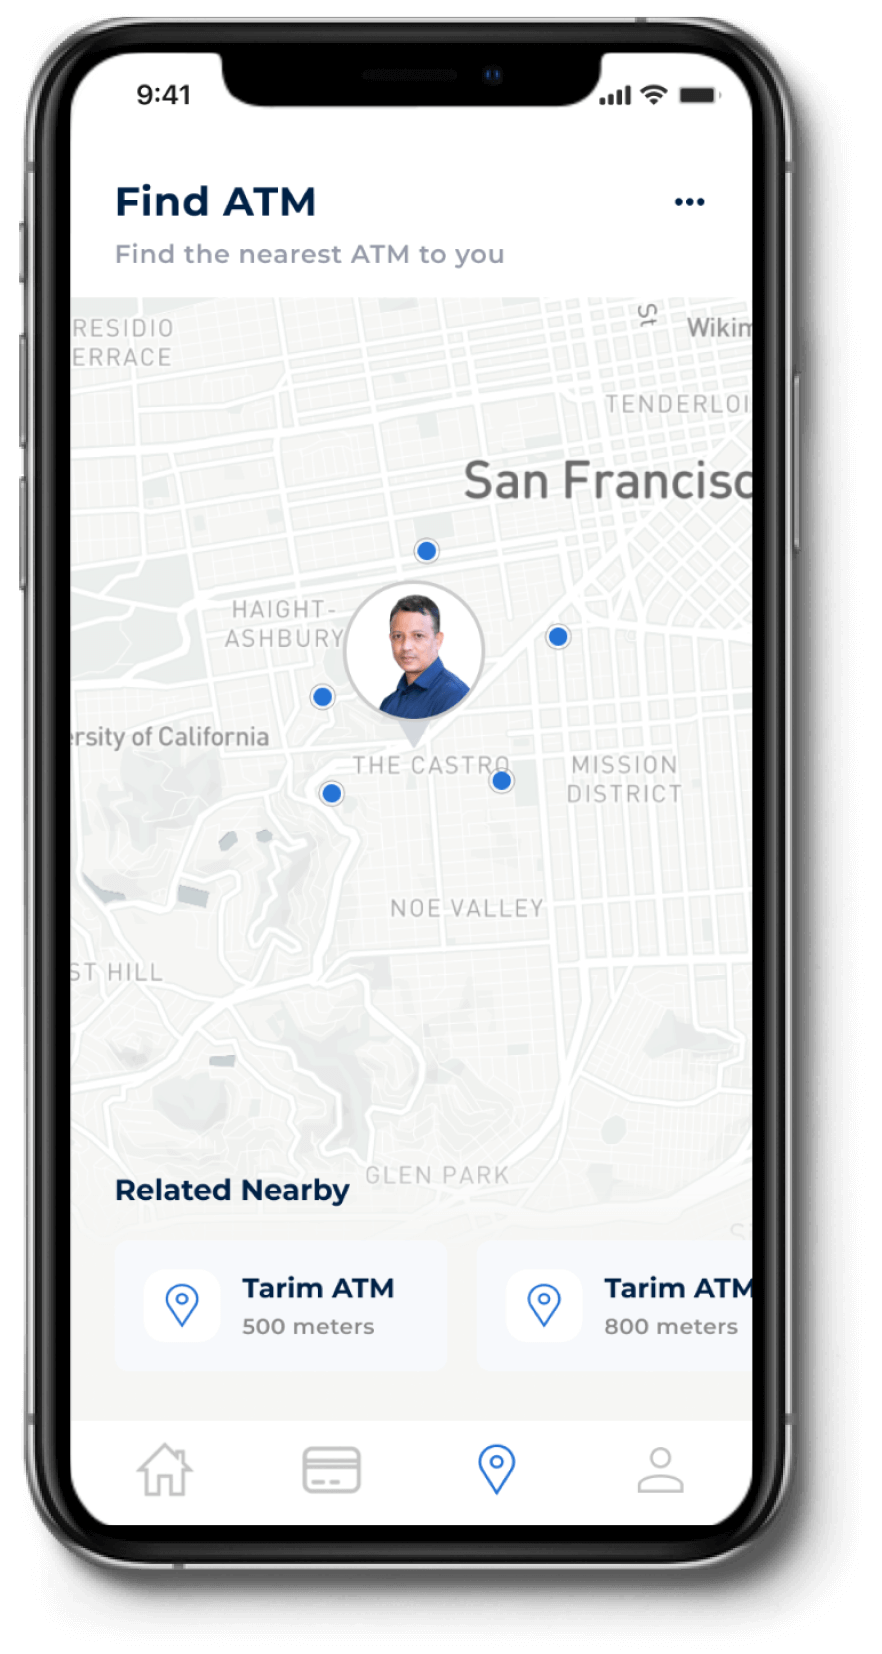 9:41
Find ATM
Find the nearest ATM to you
RESIDIO
ERRACE
St
Wikim
TENDERLOI
San Francisc
HAIGHT-
ASHBURY
ersity of California
THE CASTRO
MISSION
DISTRICT
NOE VALLEY
ST HILL
GLEN PARK
Related Nearby
Tarim ATM
500 meters
Tarim ATM
800 meters